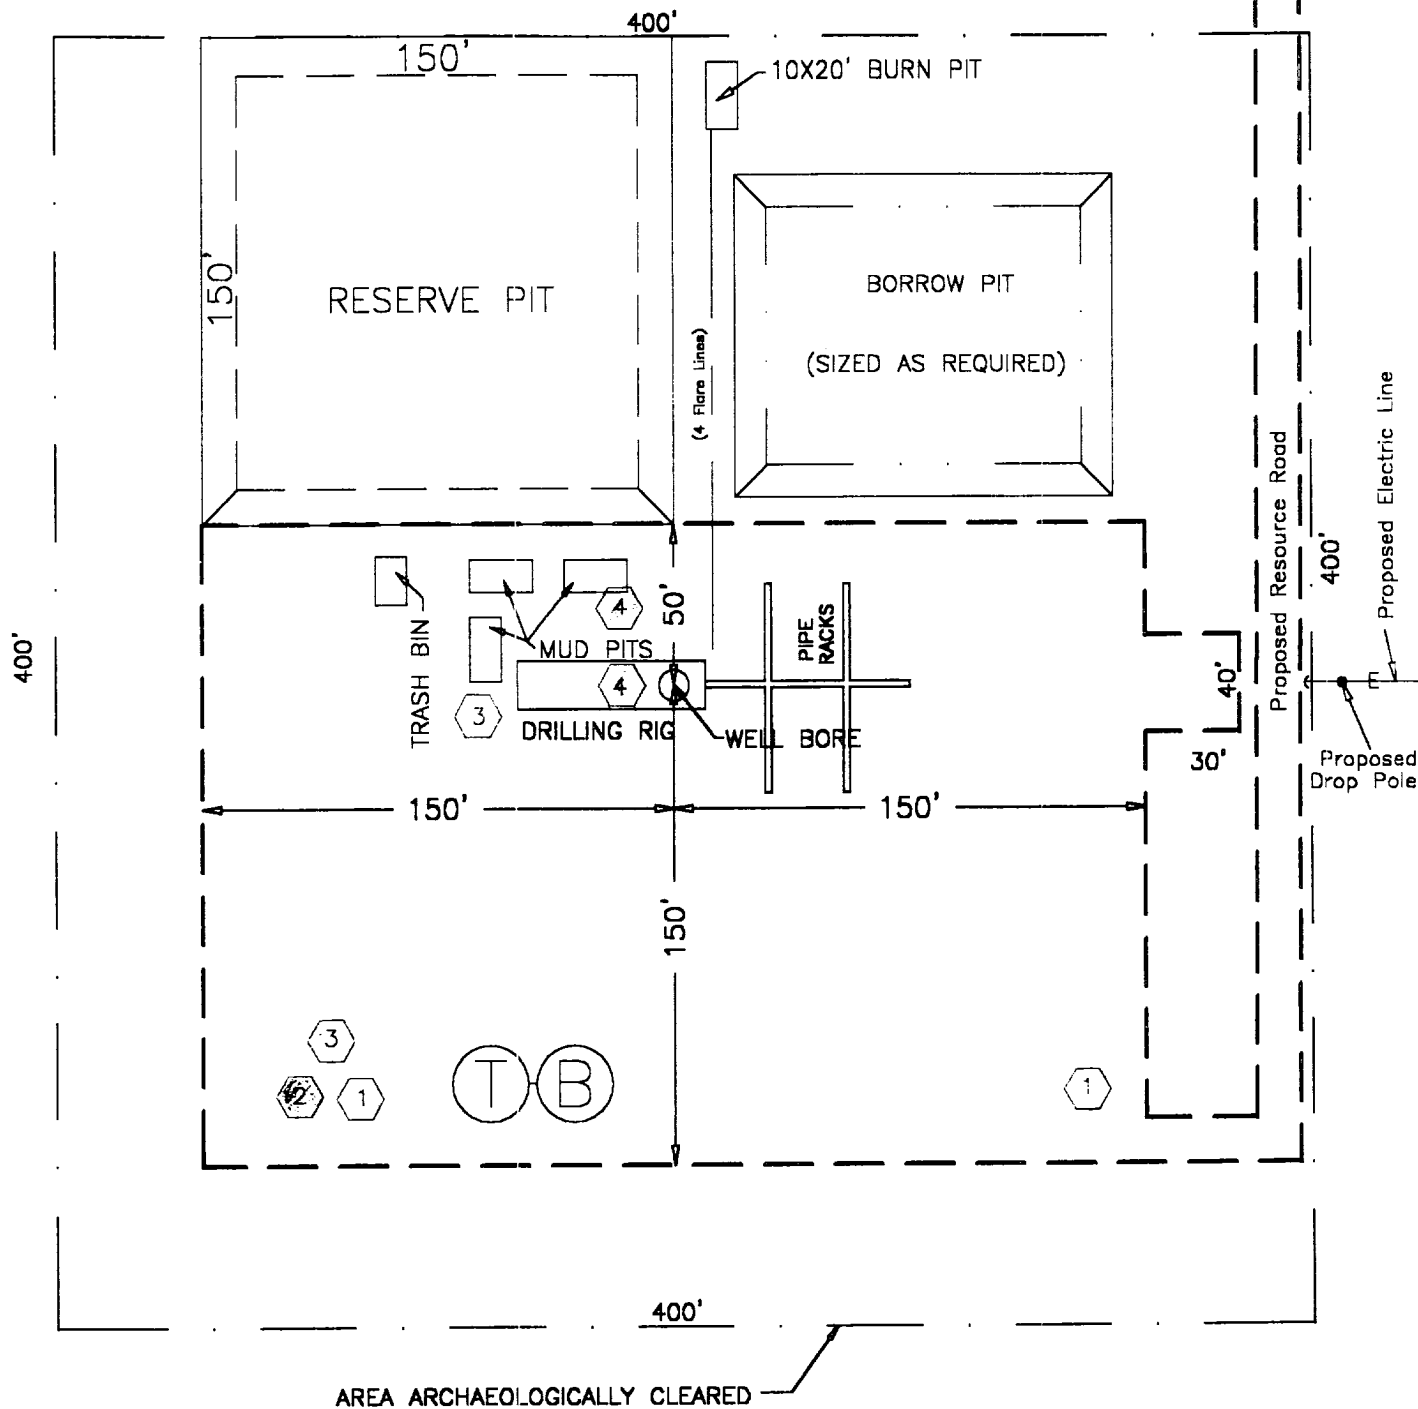 400'
150'
10X20' BURN PIT
150'
RESERVE PIT
BORROW PIT
(SIZED AS REQUIRED)
(4 Flare Lines)
Proposed Resource Road
400'
Proposed Electric Line
400'
TRASH BIN
MUD PITS
4
50'
PIPE
RACKS
40'
4
3
DRILLING RIG
WELL BORE
30'
E
Proposed
Drop Pole
150'
150'
150'
3
2
1
T
B
1
400'
AREA ARCHAEOLOGICALLY CLEARED